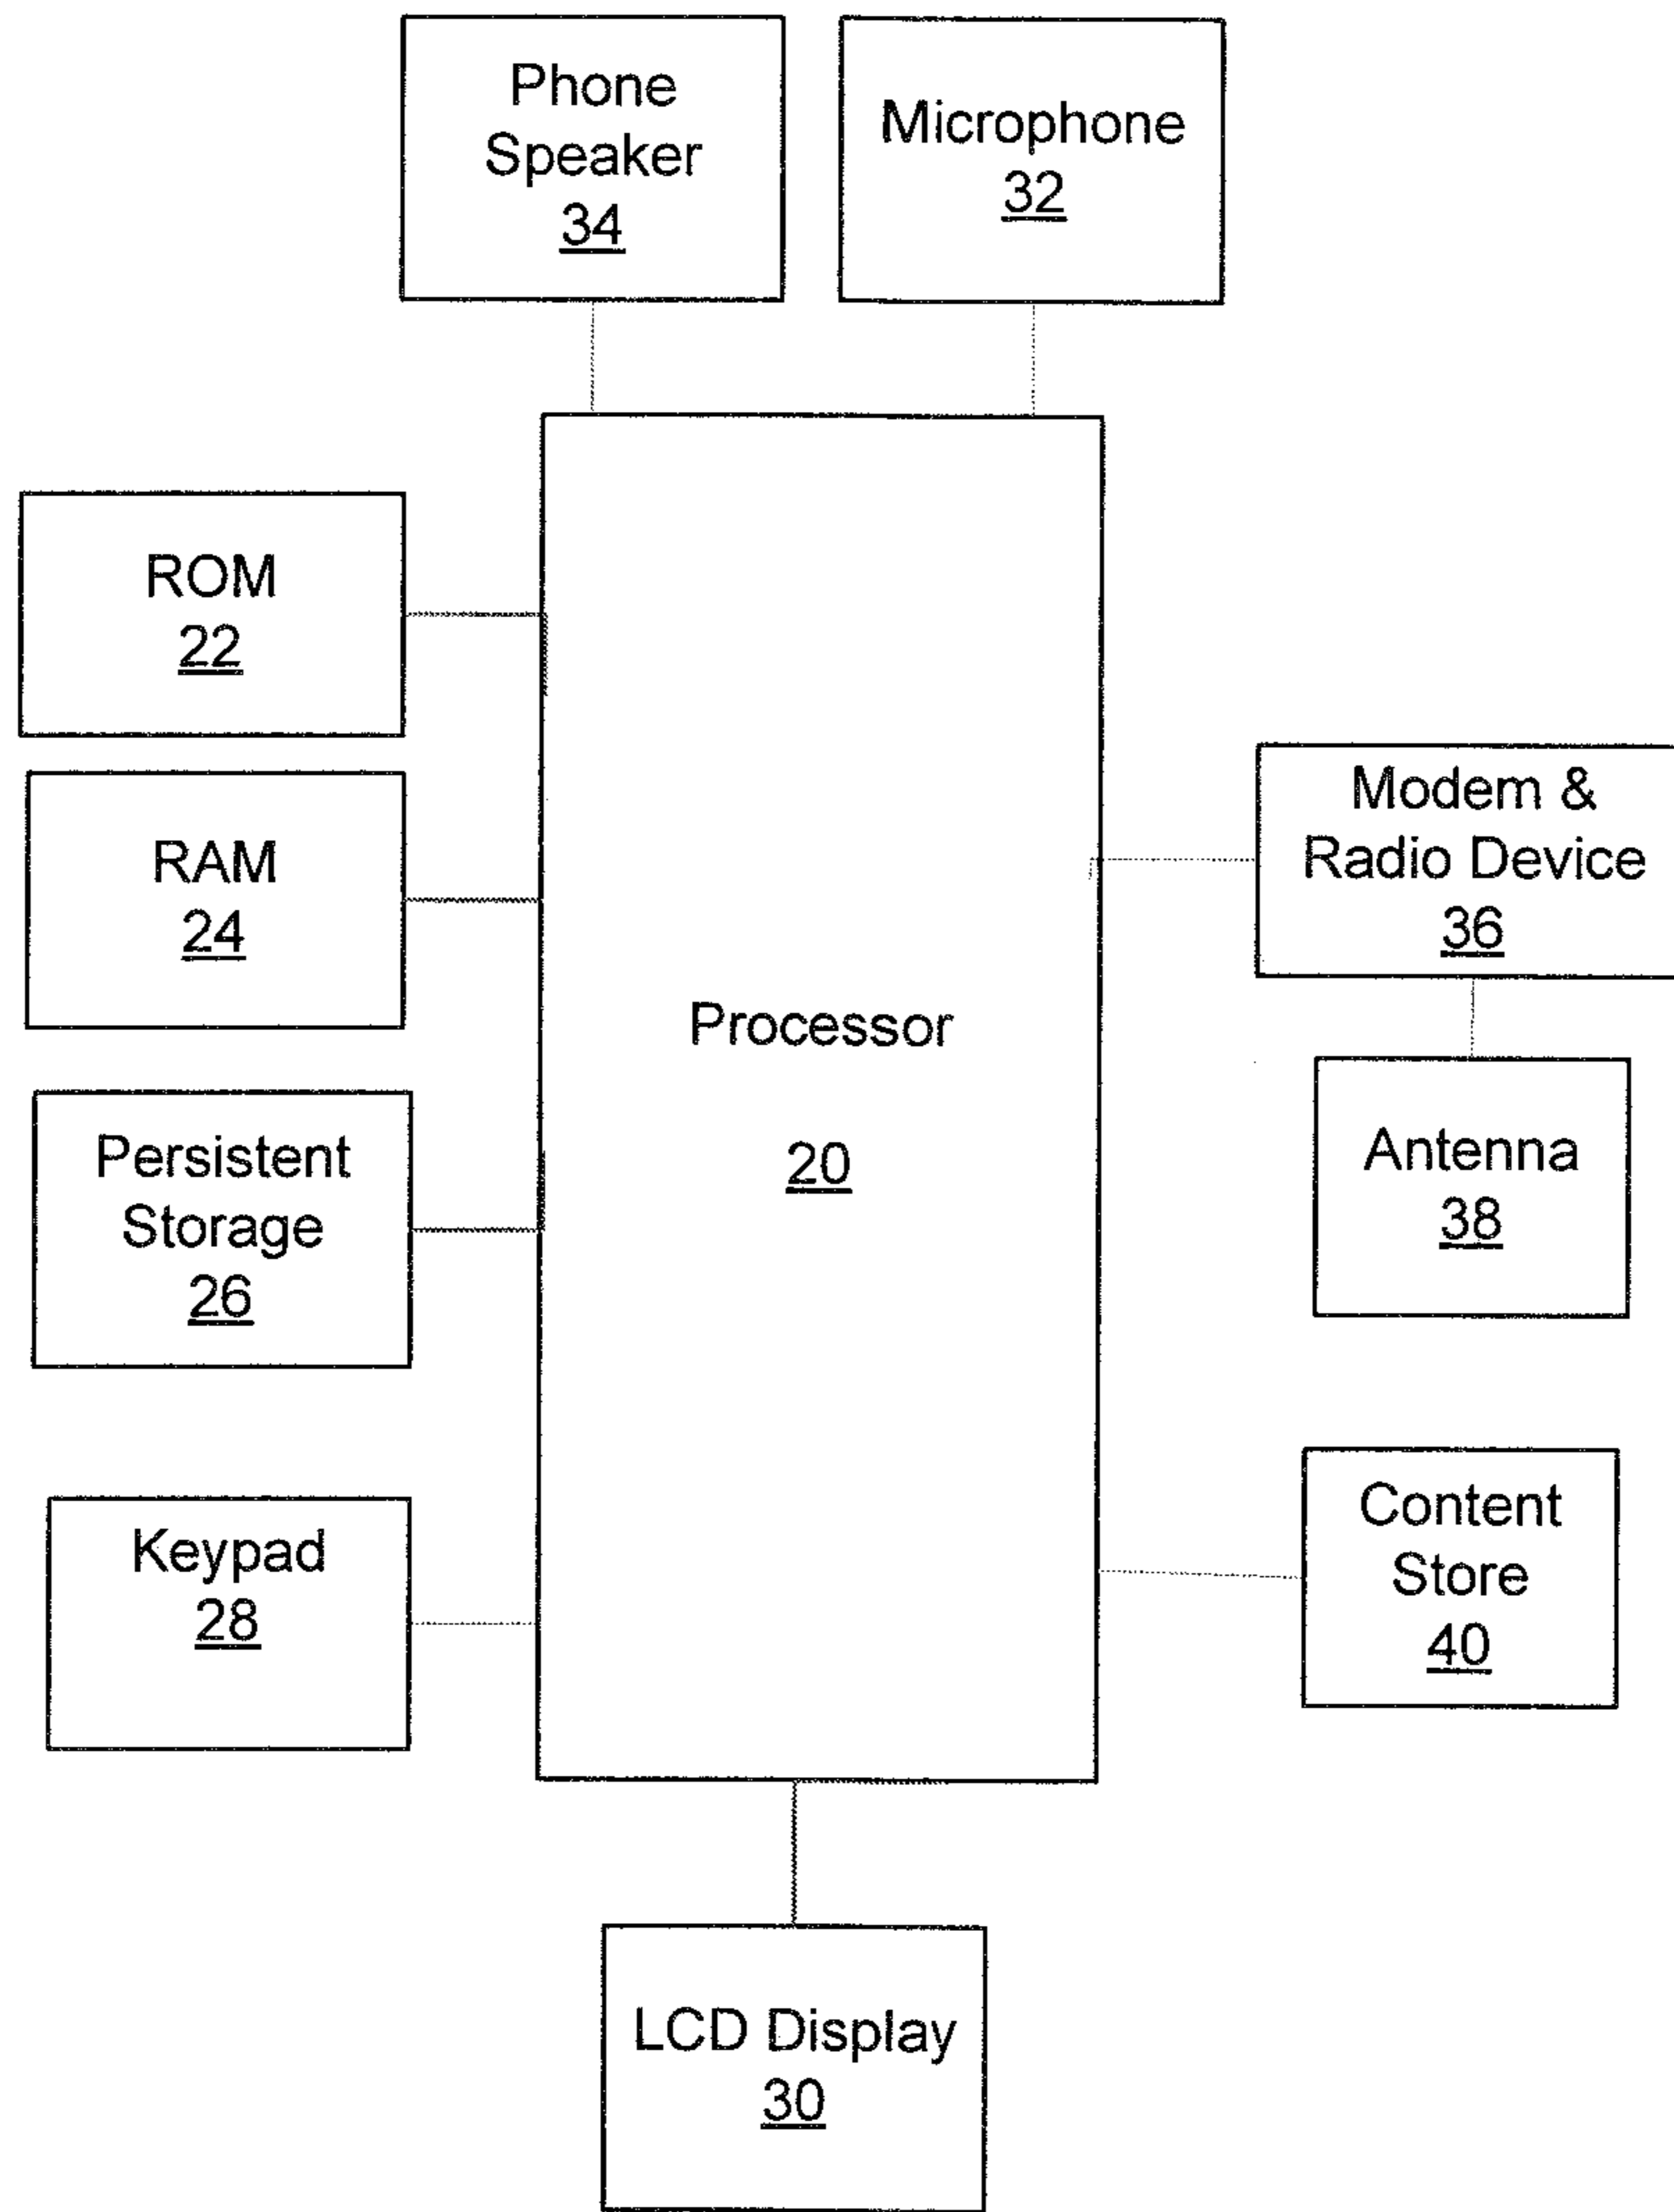 Phone
Speaker
34
Microphone
32
ROM
22
RAM
24
Persistent
Storage
26
Keypad
28
Processor
20
Modem &
Radio Device
36
Antenna
38
Content
Store
40
LCD Display
30